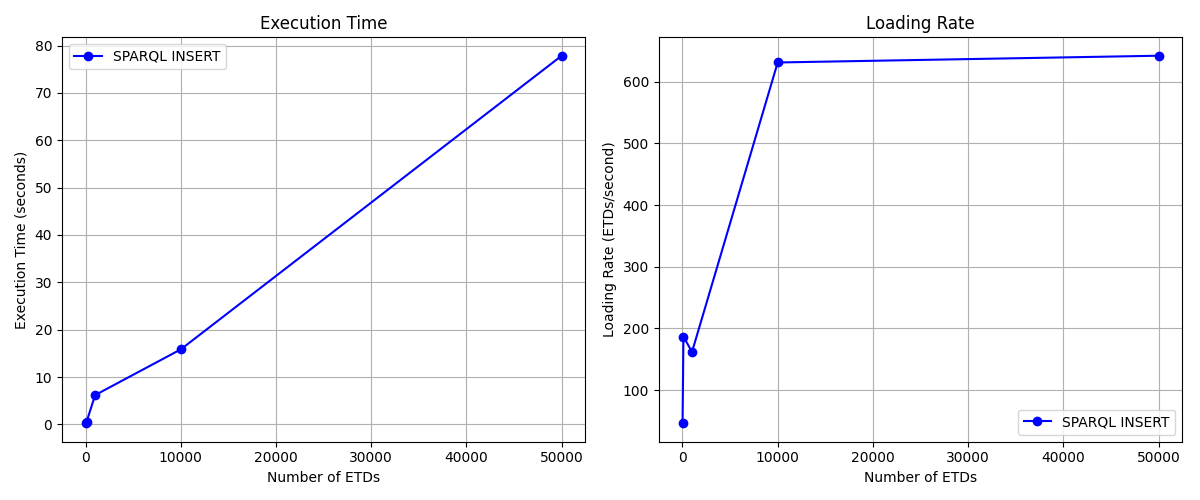 Execution Time
SPARQL INSERT
Execution Time (seconds)
80
70
60
50
40
30
20
10
0
0 10000 20000 30000 40000 50000
Number of ETDs
Loading Rate
Loading Rate (ETDs/second)
600
500
400
300
200
100
SPARQL INSERT
0 10000 20000 30000 40000 50000
Number of ETDs